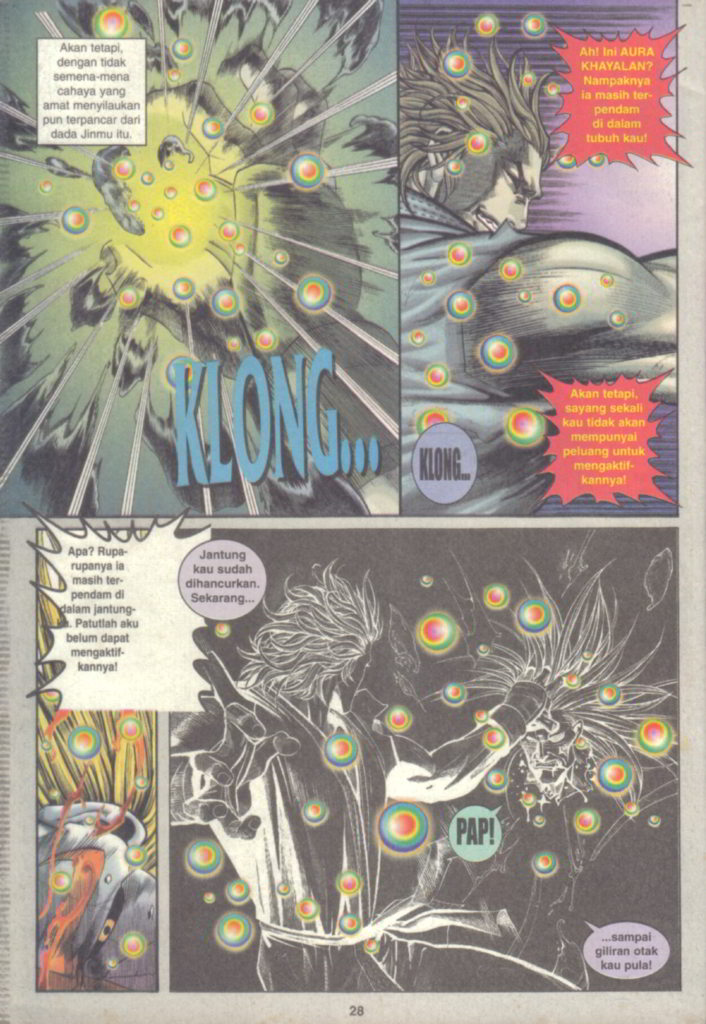 Akan tetapi,
dengan tidak
semena-mena
cahaya yang
amat menyilaukan
pun terpancar dari
dada Jinmu itu.
Ah! Ini AURA
KHAYALAN?
Nampaknya
ia masih ter-
pendam
di dalam
tubuh kau!
KLONG...
Akan tetapi,
sayang sekali
kau tidak akan
mempunyai
peluang untuk
mengaktif-
kannya!
KLONG...
Apa? Rupa-
rupanya ia
masih ter-
pendam di
dalam jantung-
Patutlah aku
belum dapat
mengaktif-
kannya!
Jantung
kau sudah
dihancurkan.
Sekarang...
PAP!
...sampai
giliran otak
kau pula!
28